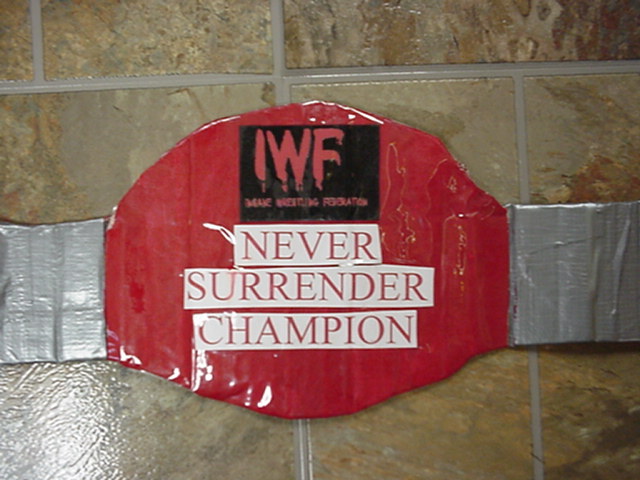 IWF
INSANE WRESTLING FEDERATION
NEVER
SURRENDER
CHAMPION